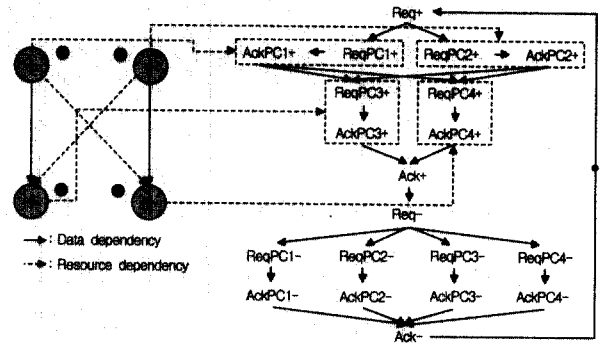 Req+
AckPC1+ ReqPC1+ ReqPC2+ AckPC2+
ReqPC3+ ReqPC4+
AckPC3+ AckPC4+
Ack+
Req-
: Data dependency
: Resource dependency
ReqPC1- ReqPC2- ReqPC3- ReqPC4-
AckPC1- AckPC2- AckPC3- AckPC4-
Ack-